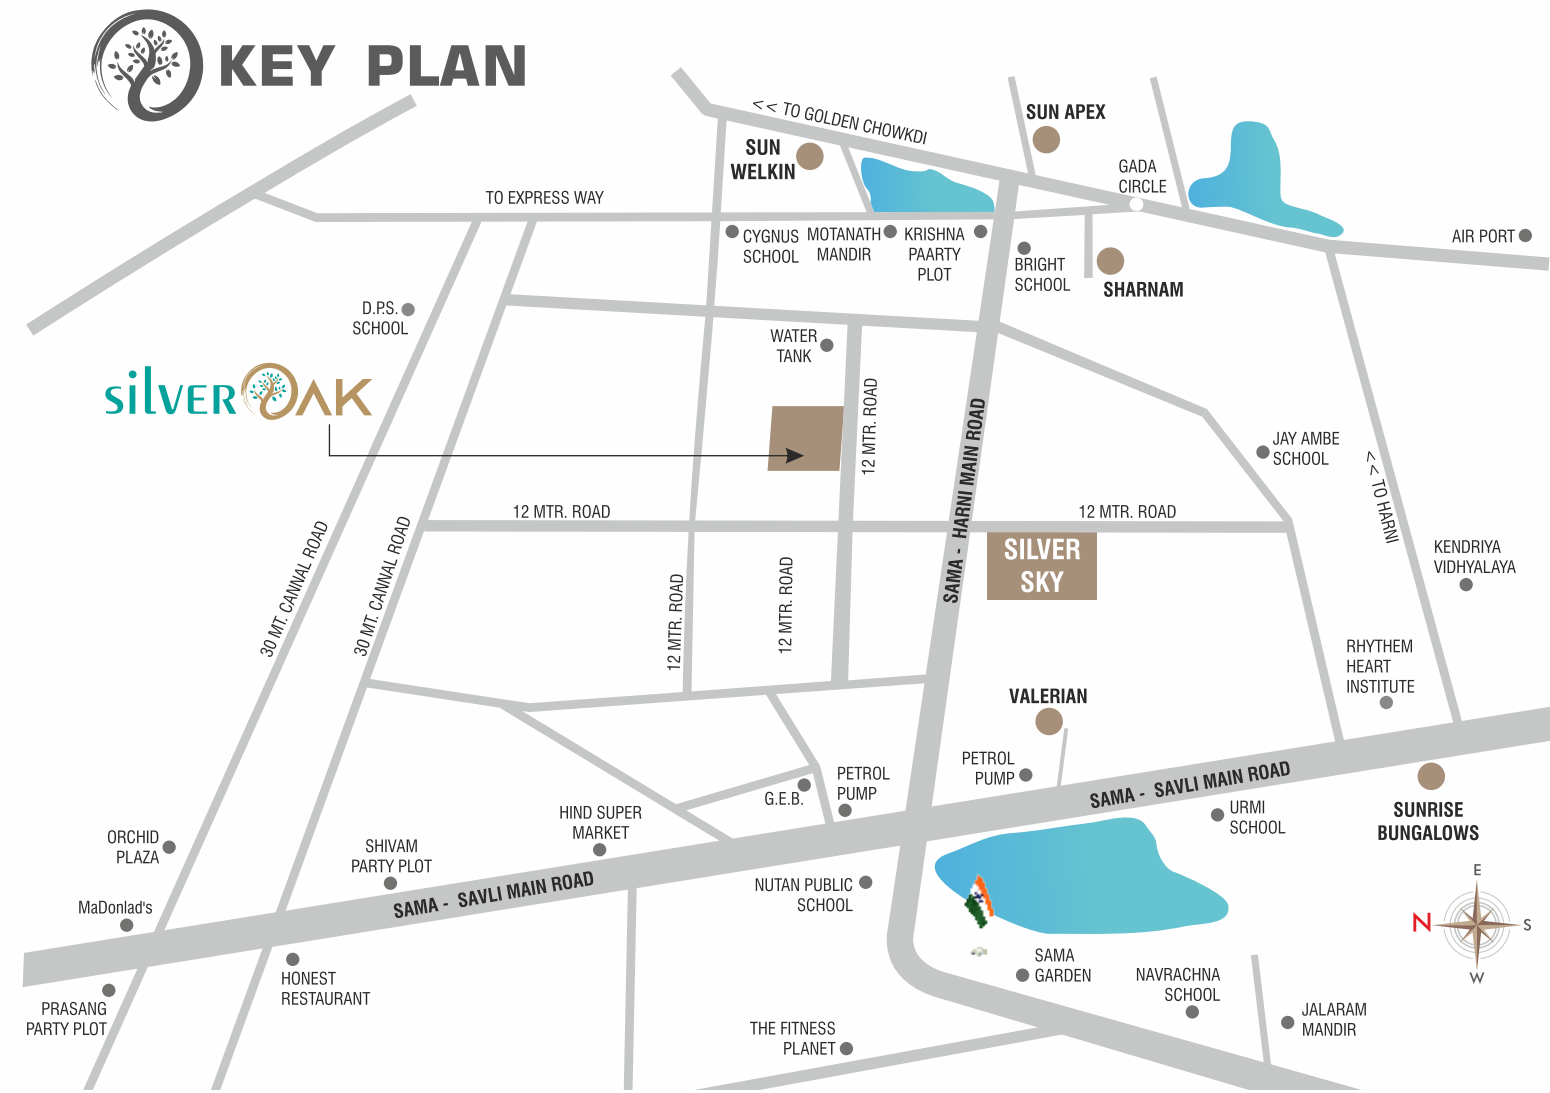 KEY PLAN
<< TO GOLDEN CHOWKDI
SUN APEX
SUN
WELKIN
GADA
CIRCLE
TO EXPRESS WAY
AIR PORT
CYGNUS
SCHOOL
MOTANATH
MANDIR
KRISHNA
PAARTY
PLOT
BRIGHT
SCHOOL
SHARNAM
D.P.S.
SCHOOL
WATER
TANK
silverOAK
12 MTR. ROAD
SAMA - HARNI MAIN ROAD
JAY AMBE
SCHOOL
<< TO HARNI
12 MTR. ROAD
12 MTR. ROAD
30 MT. CANNAL ROAD
30 MT. CANNAL ROAD
SILVER
SKY
KENDRIYA
VIDHYALAYA
12 MTR. ROAD
12 MTR. ROAD
RHYTHEM
HEART
INSTITUTE
VALERIAN
PETROL
PUMP
PETROL
PUMP
G.E.B.
SAMA - SAVLI MAIN ROAD
URMI
SCHOOL
SUNRISE
BUNGALOWS
HIND SUPER
MARKET
ORCHID
PLAZA
SHIVAM
PARTY PLOT
SAMA - SAVLI MAIN ROAD
MaDonlad's
NUTAN PUBLIC
SCHOOL
E
N
S
W
HONEST
RESTAURANT
SAMA
GARDEN
NAVRACHNA
SCHOOL
PRASANG
PARTY PLOT
JALARAM
MANDIR
THE FITNESS
PLANET